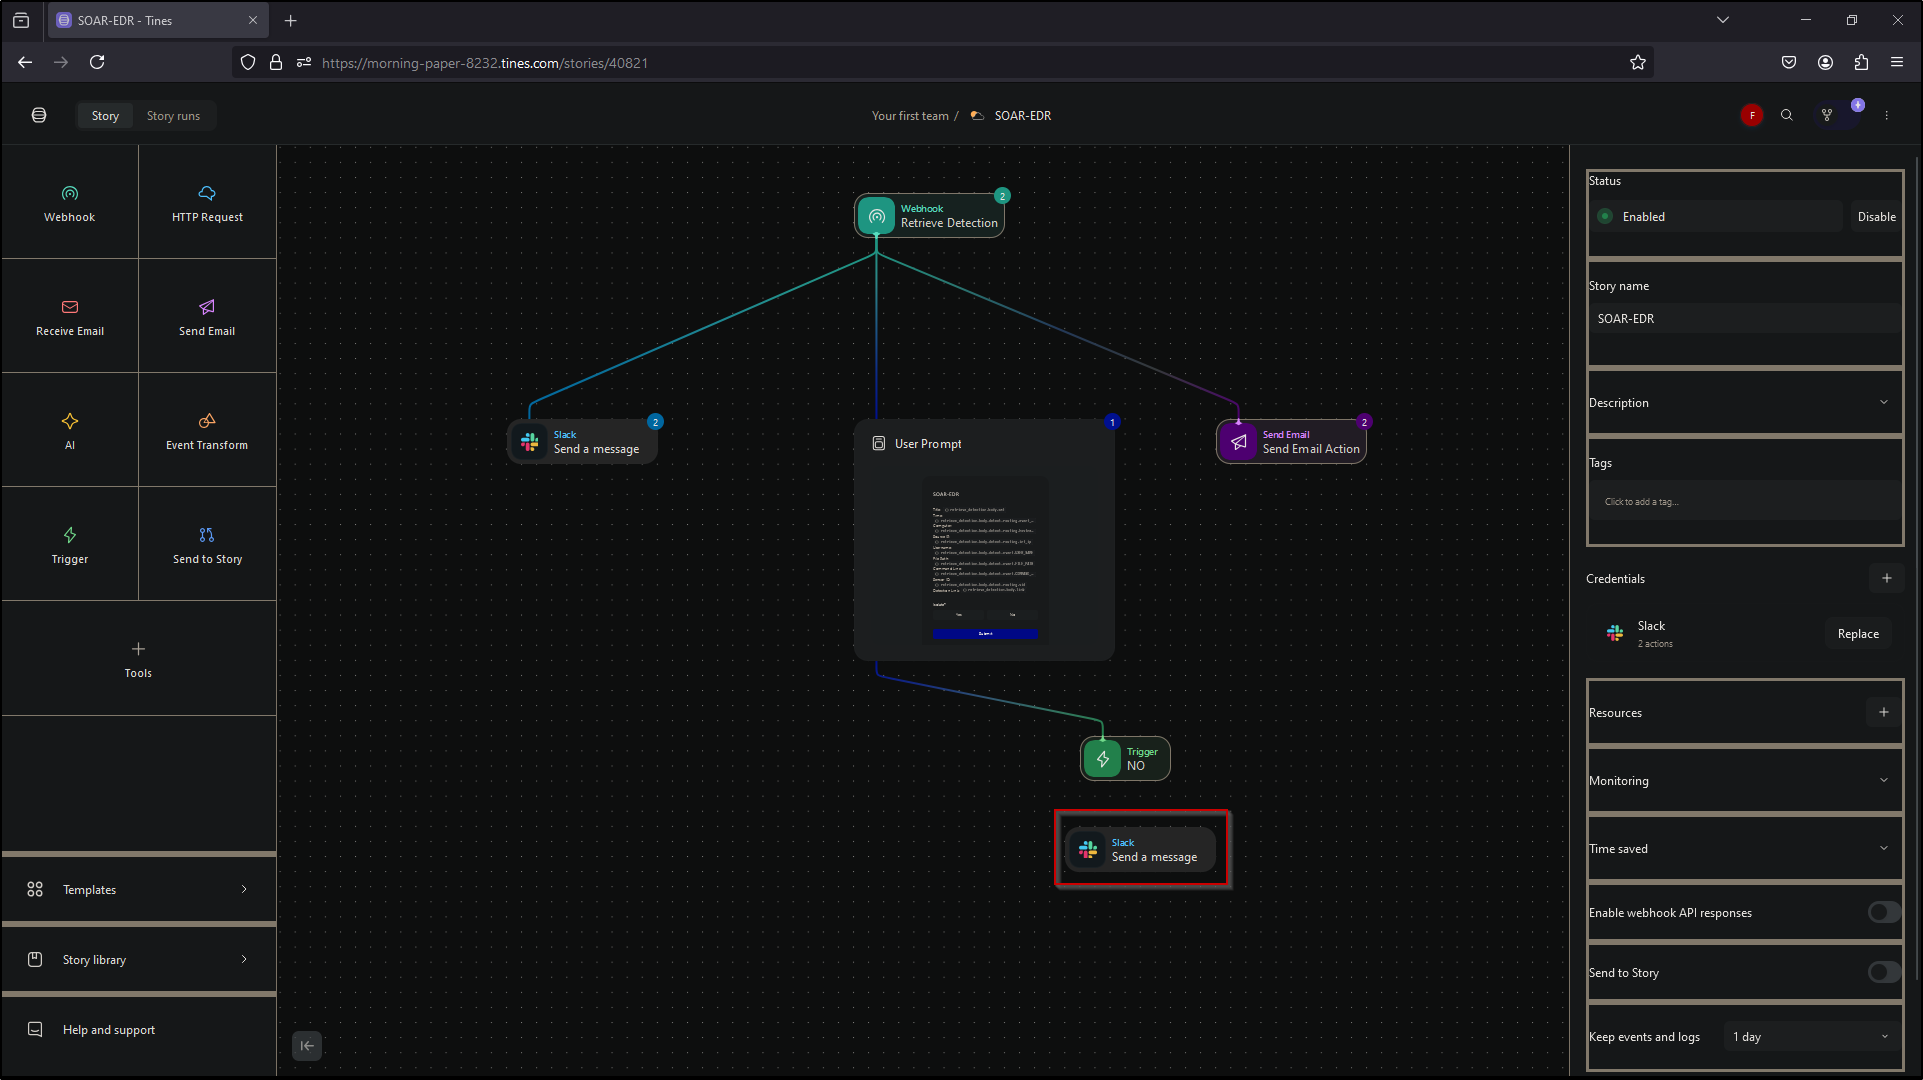 SOAR-EDR - Tines
https://morning-paper-8232.tines.com/stories/40821
Story
Story runs
Your first team /
SOAR-EDR
F
Webhook
HTTP Request
Receive Email
Send Email
AI
Event Transform
Trigger
Send to Story
Tools
Templates
Story library
Help and support
2
Webhook
Retrieve Detection
2
Slack
Send a message
1
User Prompt
SOAR-EDR
Yes
No
Submit
2
Send Email
Send Email Action
Trigger
NO
Slack
Send a message
Status
Enabled
Disable
Story name
SOAR-EDR
Description
Tags
Click to add a tag...
Credentials
Slack
2 actions
Replace
Resources
Monitoring
Time saved
Enable webhook API responses
Send to Story
Keep events and logs
1 day